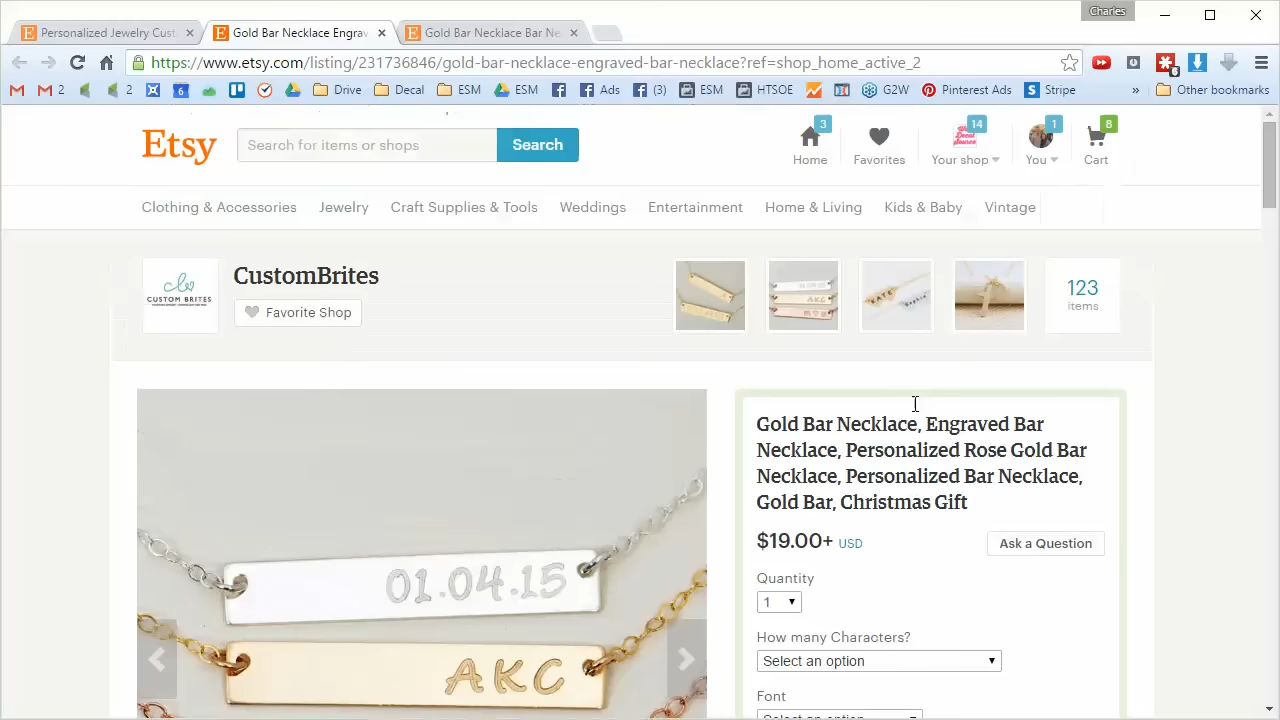 Charles
Personalized Jewelry Cust
Gold Bar Necklace Engrav
Gold Bar Necklace Bar Ne
https://www.etsy.com/listing/231736846/gold-bar-necklace-engraved-bar-necklace?ref=shop_home_active_2
6
2
2
6
Drive
Decal
ESM
ESM
Ads
(3)
ESM
HTSOE
G2W
Pinterest Ads
S
Stripe
»
Other bookmarks
Etsy
Search for items or shops
Search
3
14
1
8
Home
Favorites
Your shop
You
Cart
Clothing & Accessories
Jewelry
Craft Supplies & Tools
Weddings
Entertainment
Home & Living
Kids & Baby
Vintage
CUSTOM BRITES
CustomBrites
Favorite Shop
AKC
123
items
Gold Bar Necklace, Engraved Bar
Necklace, Personalized Rose Gold Bar
Necklace, Personalized Bar Necklace,
Gold Bar, Christmas Gift
$19.00+ USD
Ask a Question
Quantity
1
How many Characters?
Select an option
Font
Select an option
01.04.15
AKC